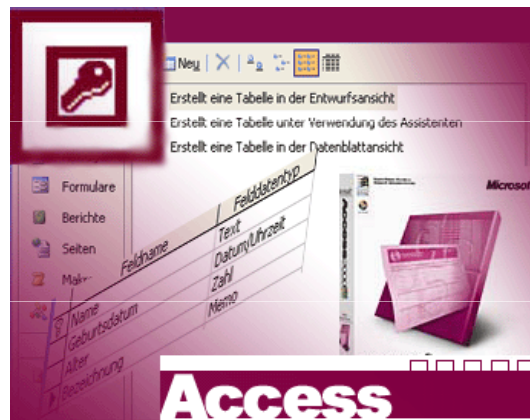 Neu
Erstellt eine Tabelle in der Entwurfsansicht
Erstellt eine Tabelle unter Verwendung des Assistenten
Erstellt eine Tabelle in der Datenblattansicht
Formulare
Berichte
Seiten
Feldname Felddatentyp
Name Text
Geburtsdatum Datum/Uhrzeit
Alter Zahl
Bezeichnung Memo
Microsoft
Access
Access